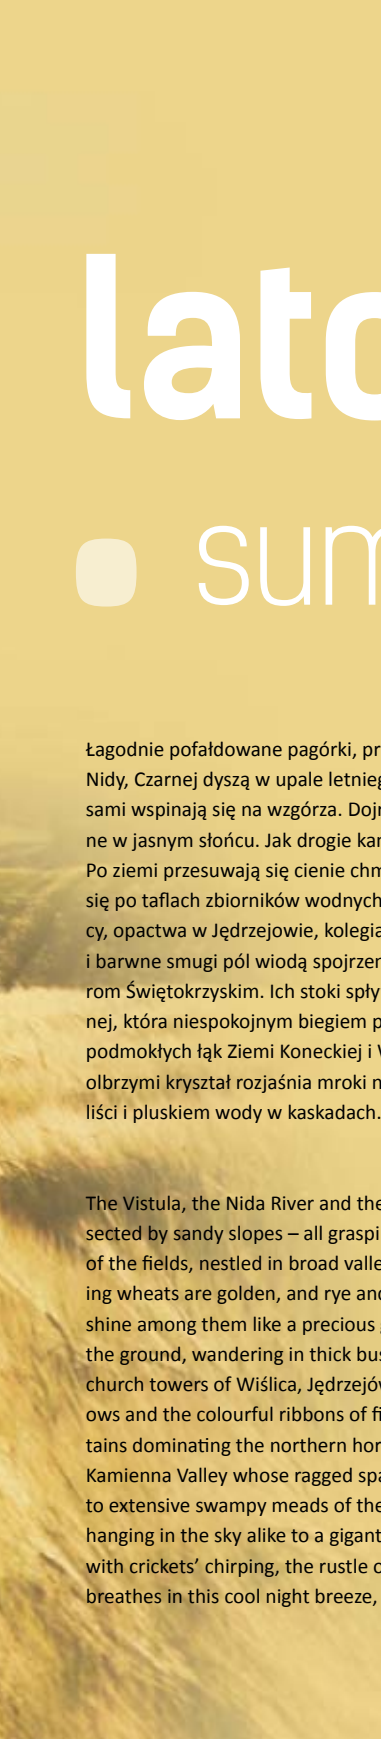 lato
sum
Łagodnie pofałdowane pagórki, pr
Nidy, Czarnej dyszą w upale letnieg
sami wspinają się na wzgórza. Dojr
ne w jasnym słońcu. Jak drogie kar
Po ziemi przesuwają się cienie chm
się po taflach zbiorników wodnych
cy, opactwa w Jędrzejowie, kolegia
i barwne smugi pól wiodą spojrzer
rom Świętokrzyskim. Ich stoki spły
nej, która niespokojnym biegiem p
podmokłych łąk Ziemi Koneckiej i W
olbrzymi kryształ rozjaśnia mroki n
liści i pluskiem wody w kaskadach.
The Vistula, the Nida River and the
sected by sandy slopes – all graspi
of the fields, nestled in broad valle
ing wheats are golden, and rye and
shine among them like a precious g
the ground, wandering in thick bus
church towers of Wiślica, Jędrzejów
ows and the colourful ribbons of fi
tains dominating the northern hor
Kamienna Valley whose ragged spa
to extensive swampy meads of the
hanging in the sky alike to a gigant
with crickets’ chirping, the rustle o
breathes in this cool night breeze,